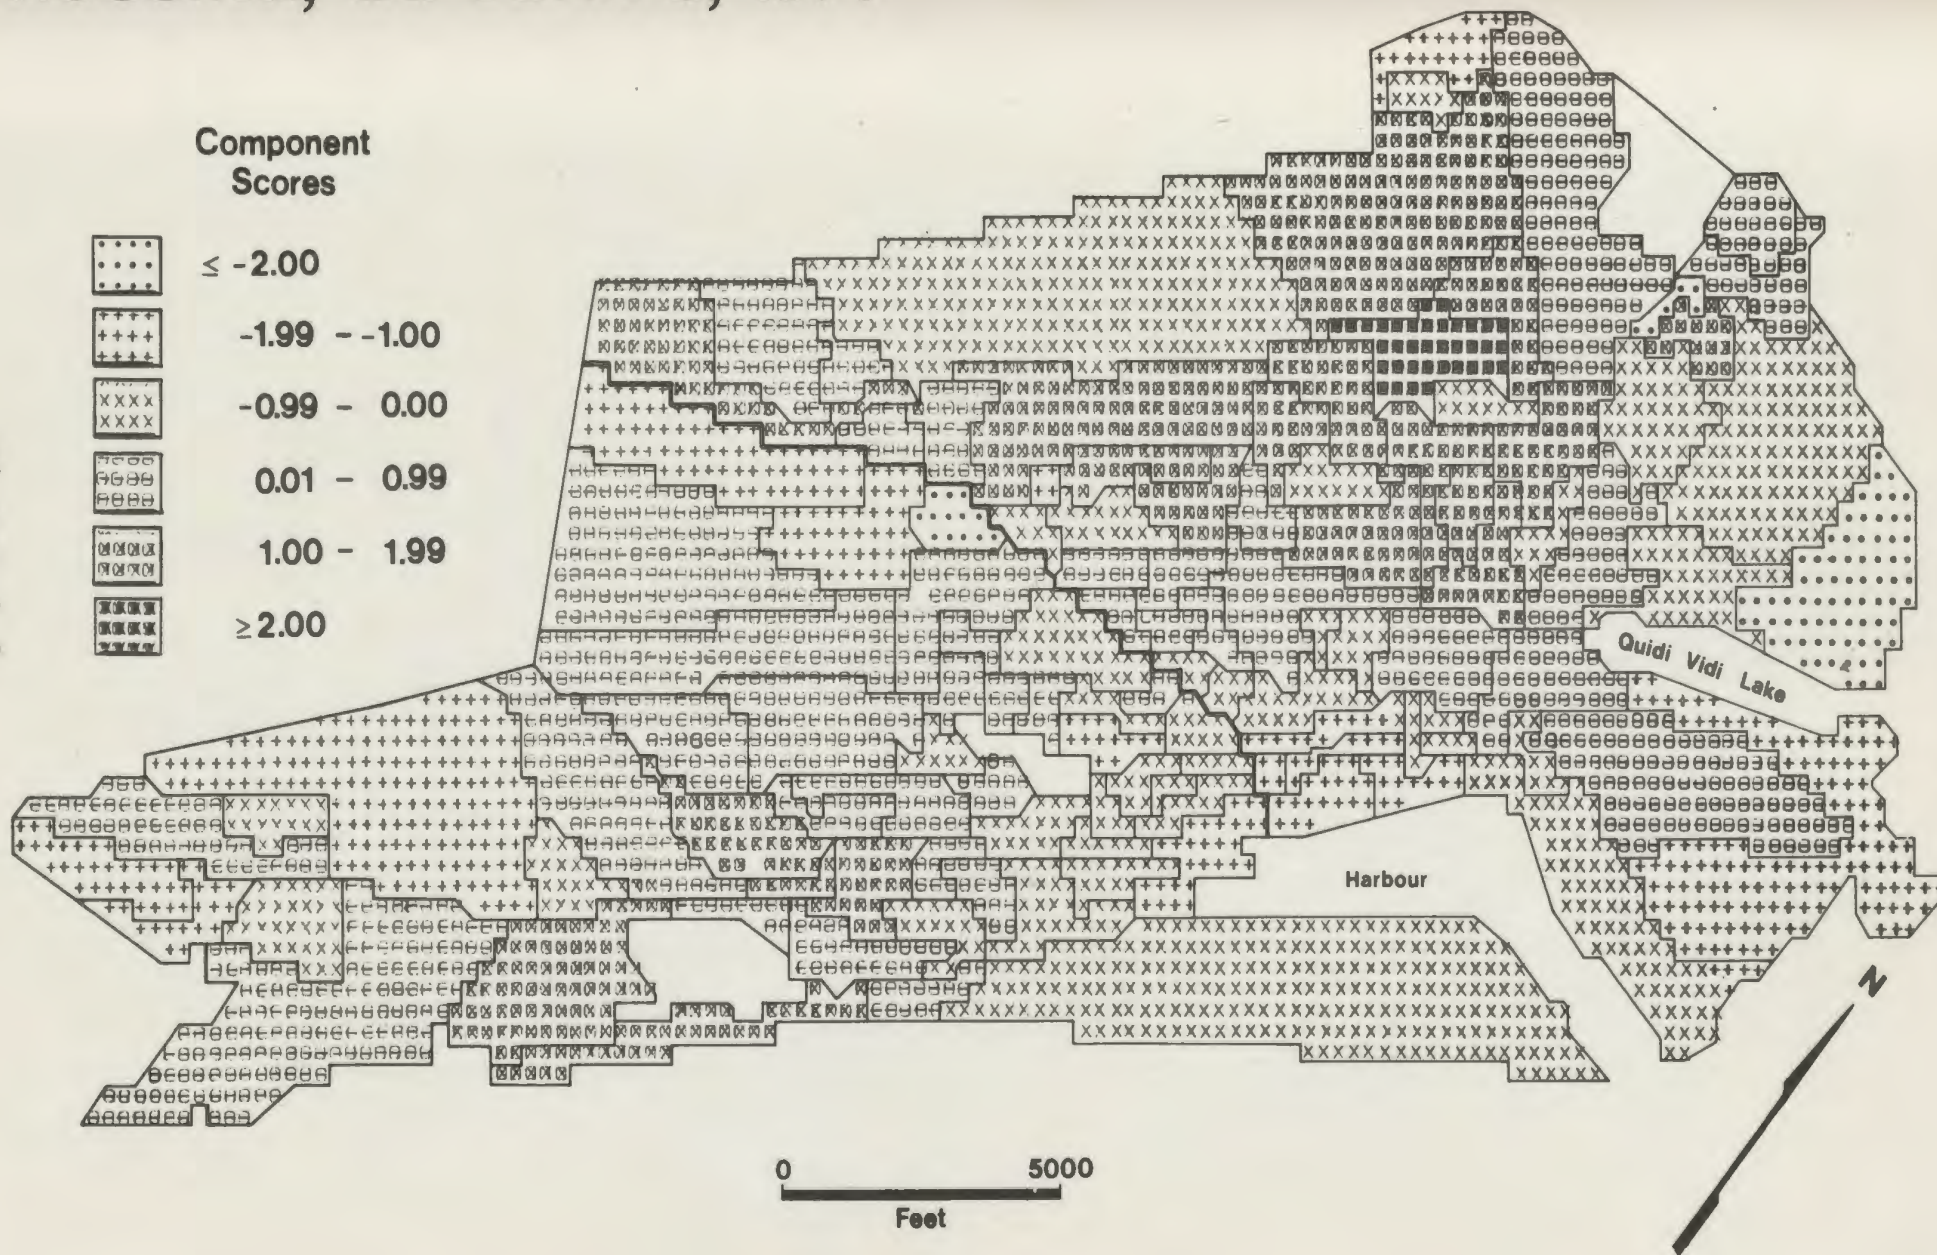 Component
Scores
≤ -2.00
-1.99 - -1.00
-0.99 - 0.00
0.01 - 0.99
1.00 - 1.99
≥ 2.00
Quidi Vidi Lake
Harbour
N
0 5000
Feet